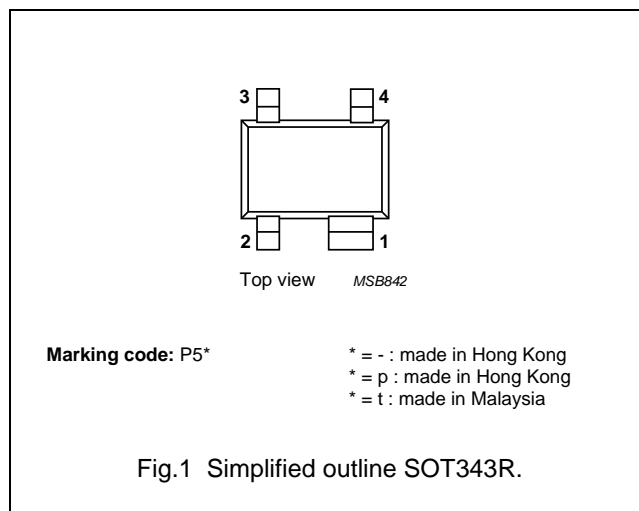 3 4
2 1
Top view MSB842
Marking code: P5* * = - : made in Hong Kong
* = p : made in Hong Kong
* = t : made in Malaysia
Fig.1 Simplified outline SOT343R.